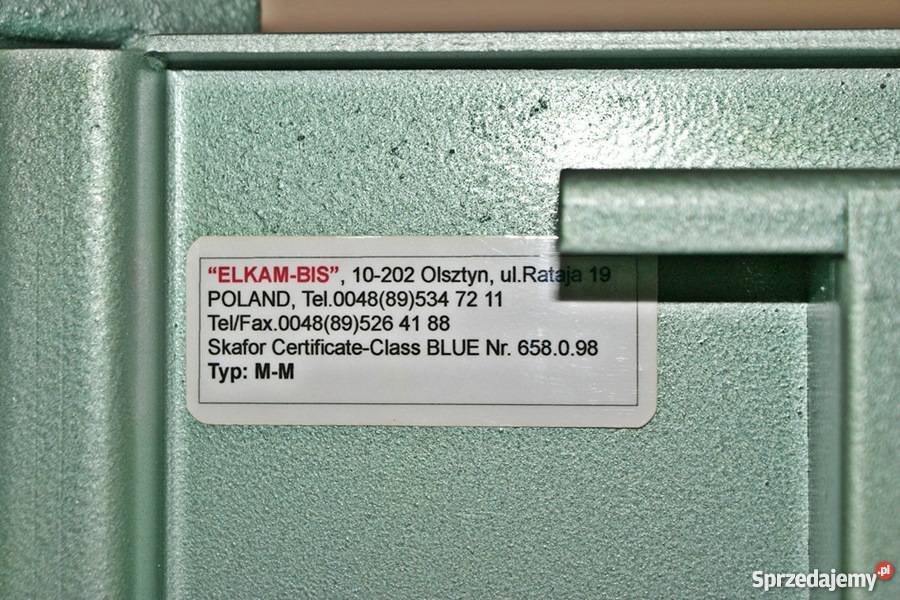 “ELKAM-BIS”, 10-202 Olsztyn, ul.Rataja 19
POLAND, Tel.0048(89)534 72 11
Tel/Fax.0048(89)526 41 88
Skafor Certificate-Class BLUE Nr. 658.0.98
Typ: M-M
Sprzedajemy.pl